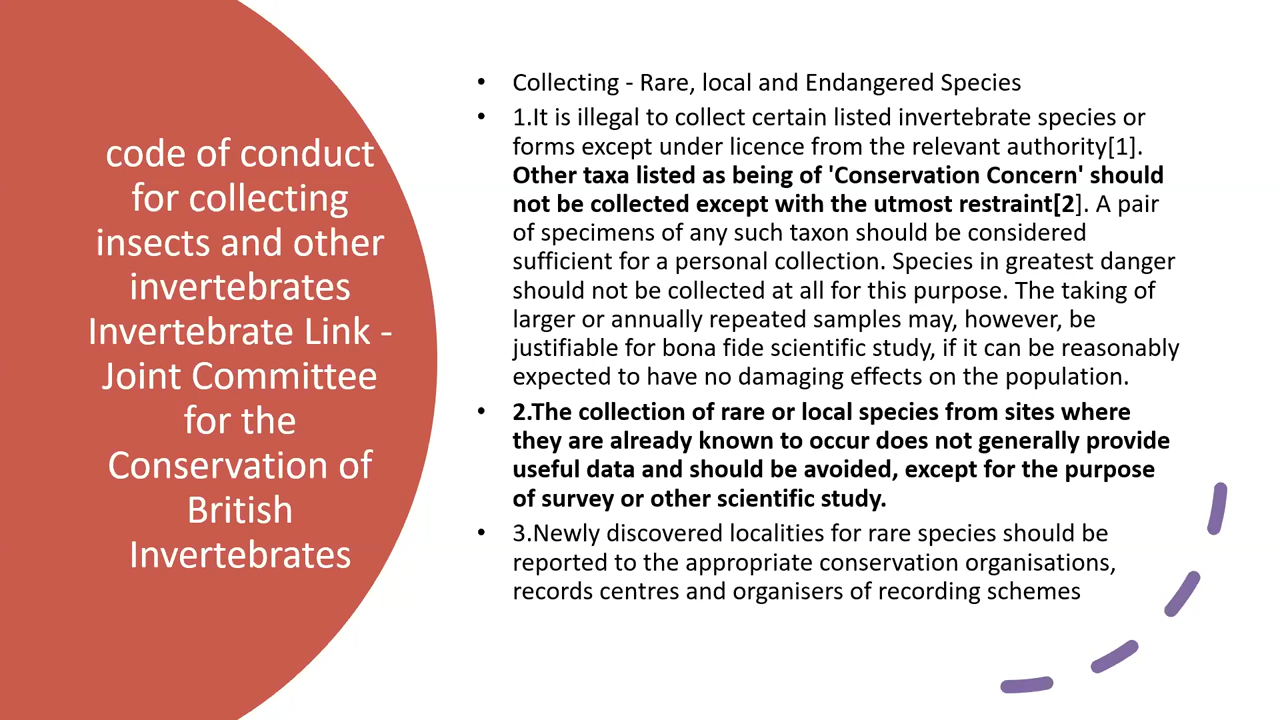 code of conduct
for collecting
insects and other
invertebrates
Invertebrate Link -
Joint Committee
for the
Conservation of
British
Invertebrates
• Collecting - Rare, local and Endangered Species
• 1.It is illegal to collect certain listed invertebrate species or
forms except under licence from the relevant authority[1].
Other taxa listed as being of 'Conservation Concern' should
not be collected except with the utmost restraint[2]. A pair
of specimens of any such taxon should be considered
sufficient for a personal collection. Species in greatest danger
should not be collected at all for this purpose. The taking of
larger or annually repeated samples may, however, be
justifiable for bona fide scientific study, if it can be reasonably
expected to have no damaging effects on the population.
• 2.The collection of rare or local species from sites where
they are already known to occur does not generally provide
useful data and should be avoided, except for the purpose
of survey or other scientific study.
• 3.Newly discovered localities for rare species should be
reported to the appropriate conservation organisations,
records centres and organisers of recording schemes